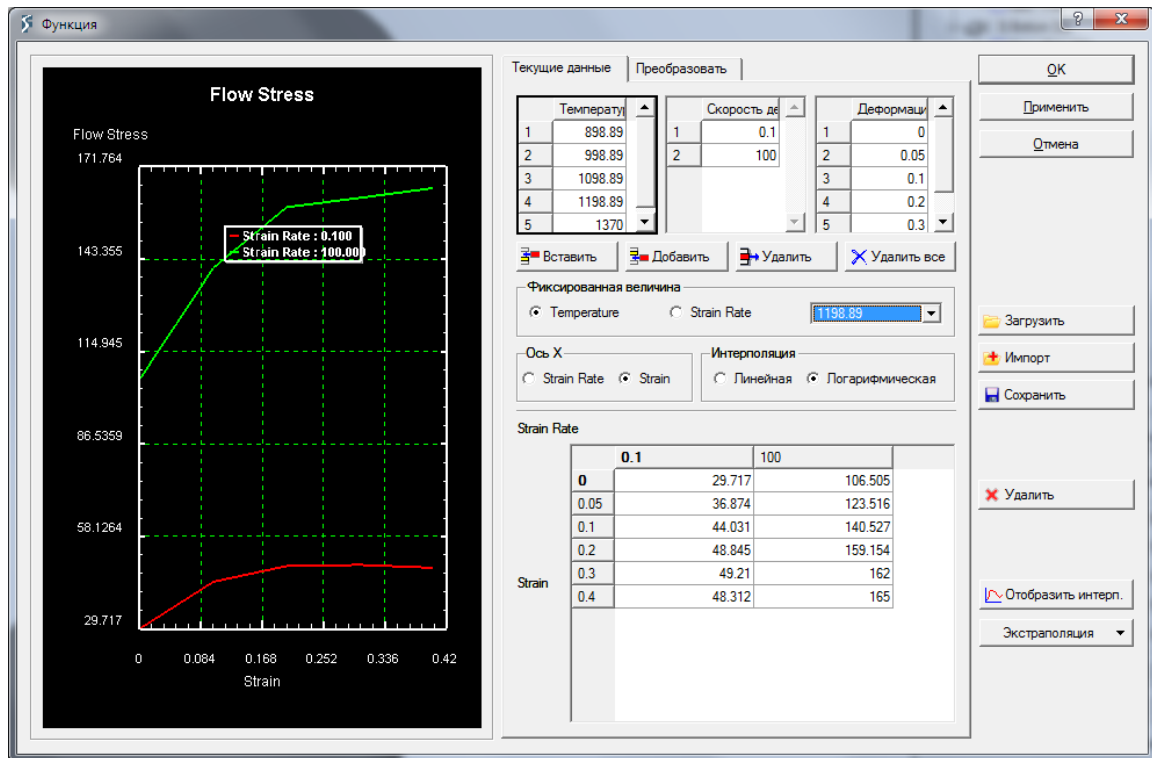 Функция
Flow Stress
Flow Stress
171.764
143.355
114.945
86.5359
58.1264
29.717
Strain Rate : 0.100
Strain Rate : 100.000
0 0.084 0.168 0.252 0.336 0.42
Strain
Текущие данные Преобразовать
Температу Скорость де Деформаци
1 898.89 1 0.1 1 0
2 998.89 2 100 2 0.05
3 1098.89 3 0.1
4 1198.89 4 0.2
5 1370 5 0.3
Вставить Добавить Удалить Удалить все
Фиксированная величина
Temperature Strain Rate 1198.89
Ось X Интерполяция
Strain Rate Strain Линейная Логарифмическая
Strain Rate
0.1 100
0 29.717 106.505
0.05 36.874 123.516
0.1 44.031 140.527
0.2 48.845 159.154
0.3 49.21 162
0.4 48.312 165
Strain
OK
Применить
Отмена
Загрузить
Импорт
Сохранить
Удалить
Отобразить интерп.
Экстраполяция